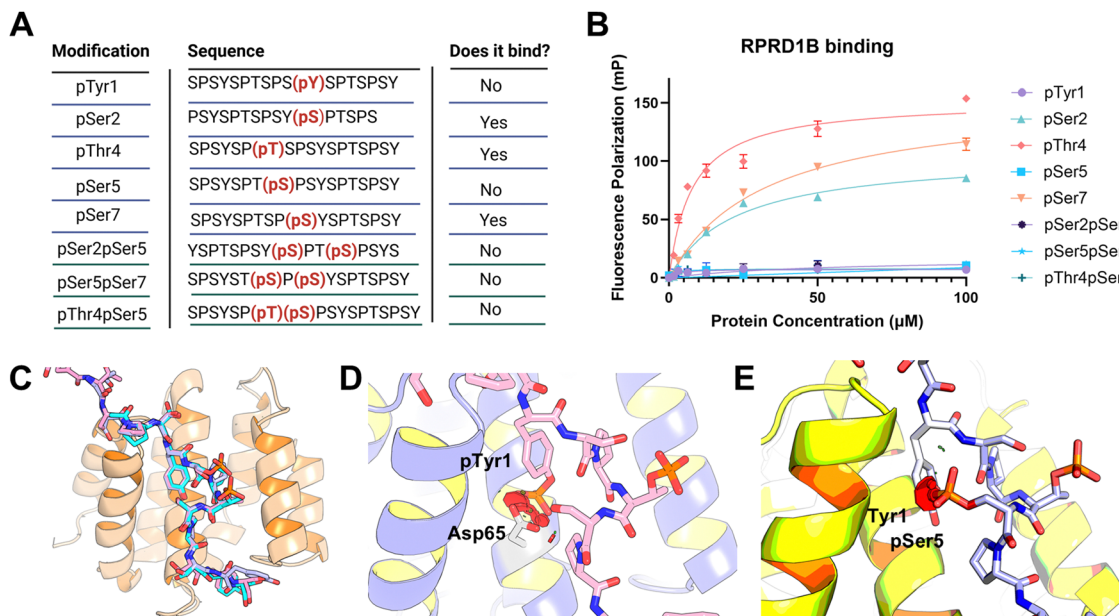 A
Modification Sequence Does it bind?
pTyr1 SPSYSPTSPS(pY)SPTSPSY No
pSer2 PSYSPTSPSY(pS)PTSPS Yes
pThr4 SPSYSP(pT)SPSYSPTSPSY Yes
pSer5 SPSYSPT(pS)PSYSPTSPSY No
pSer7 SPSYSPTSP(pS)YSPTSPSY Yes
pSer2pSer5 YSPTSPSY(pS)PT(pS)PSYS No
pSer5pSer7 SPSYST(pS)P(pS)YSPTSPSY No
pThr4pSer5 SPSYSP(pT)(pS)PSYSPTSPSY No
B
RPRD1B binding
Fluorescence Polarization (mP)
150
100
50
0
0 50 100
Protein Concentration (µM)
pTyr1
pSer2
pThr4
pSer5
pSer7
pSer2pSe
pSer5pSe
pThr4pSe
C
D
pTyr1
Asp65
E
Tyr1
pSer5